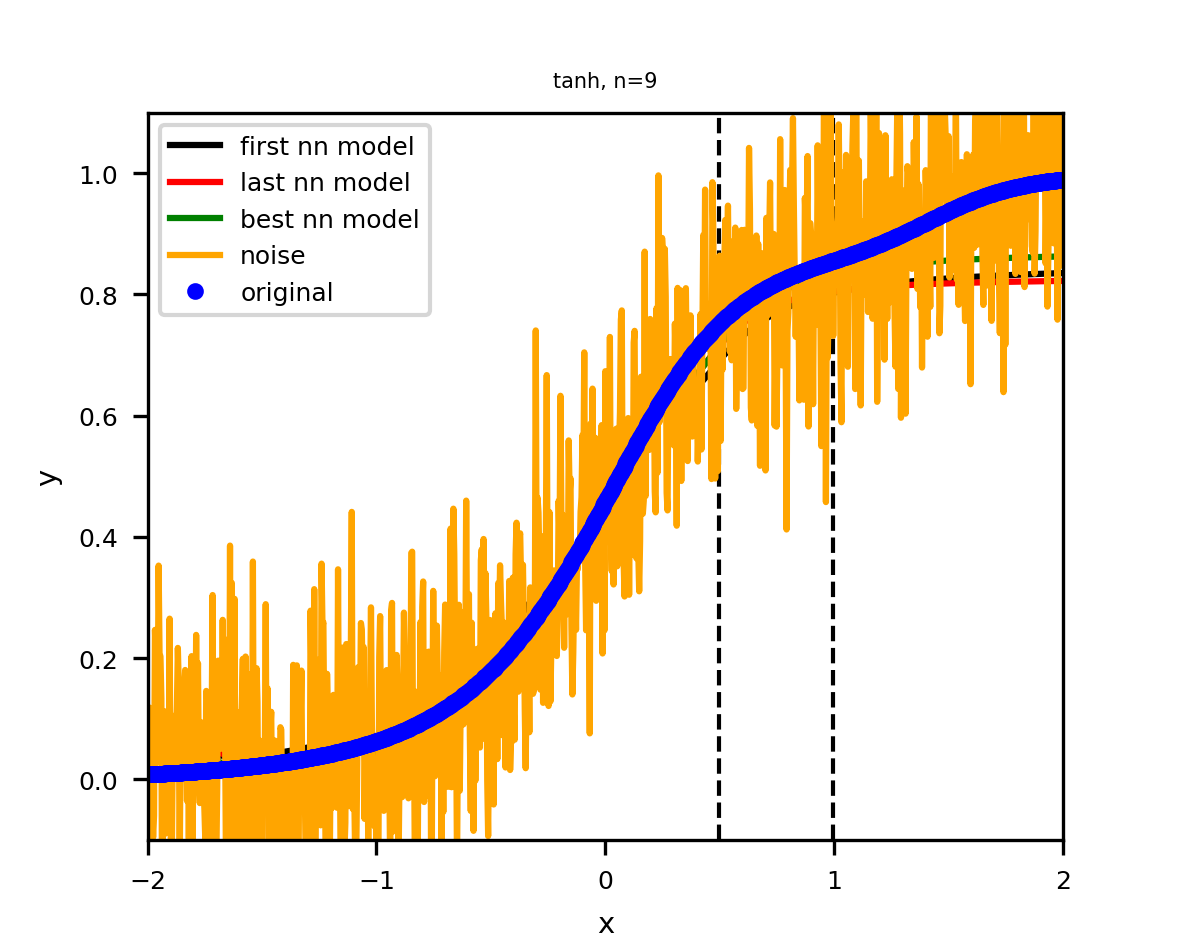 tanh, n=9
first nn model
last nn model
best nn model
noise
original
1.0
0.8
0.6
0.4
0.2
0.0
y
−2
−1
0
1
2
x